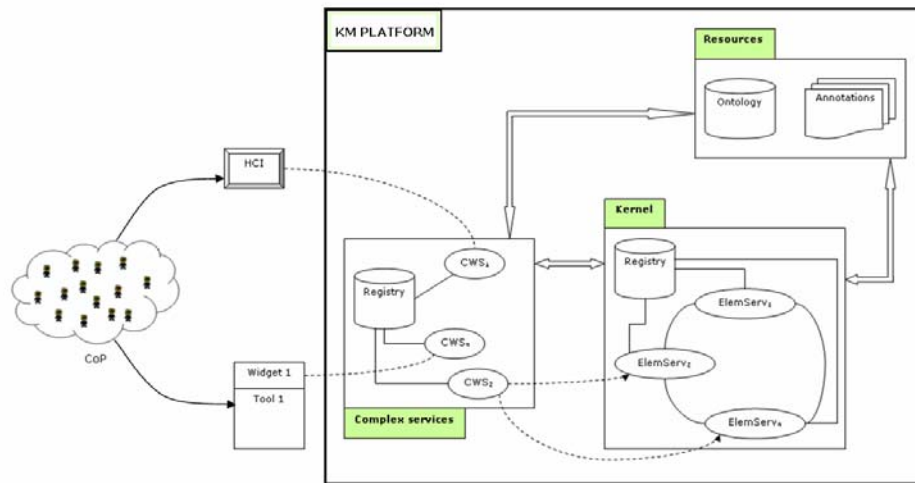 KM PLATFORM
Resources
Ontology
Annotations
HCI
Kernel
Registry
CWS₁
Registry
ElemServ₁
CWSₙ
ElemServ₂
CoP
Widget 1
Tool 1
CWS₂
Complex services
ElemServₙ